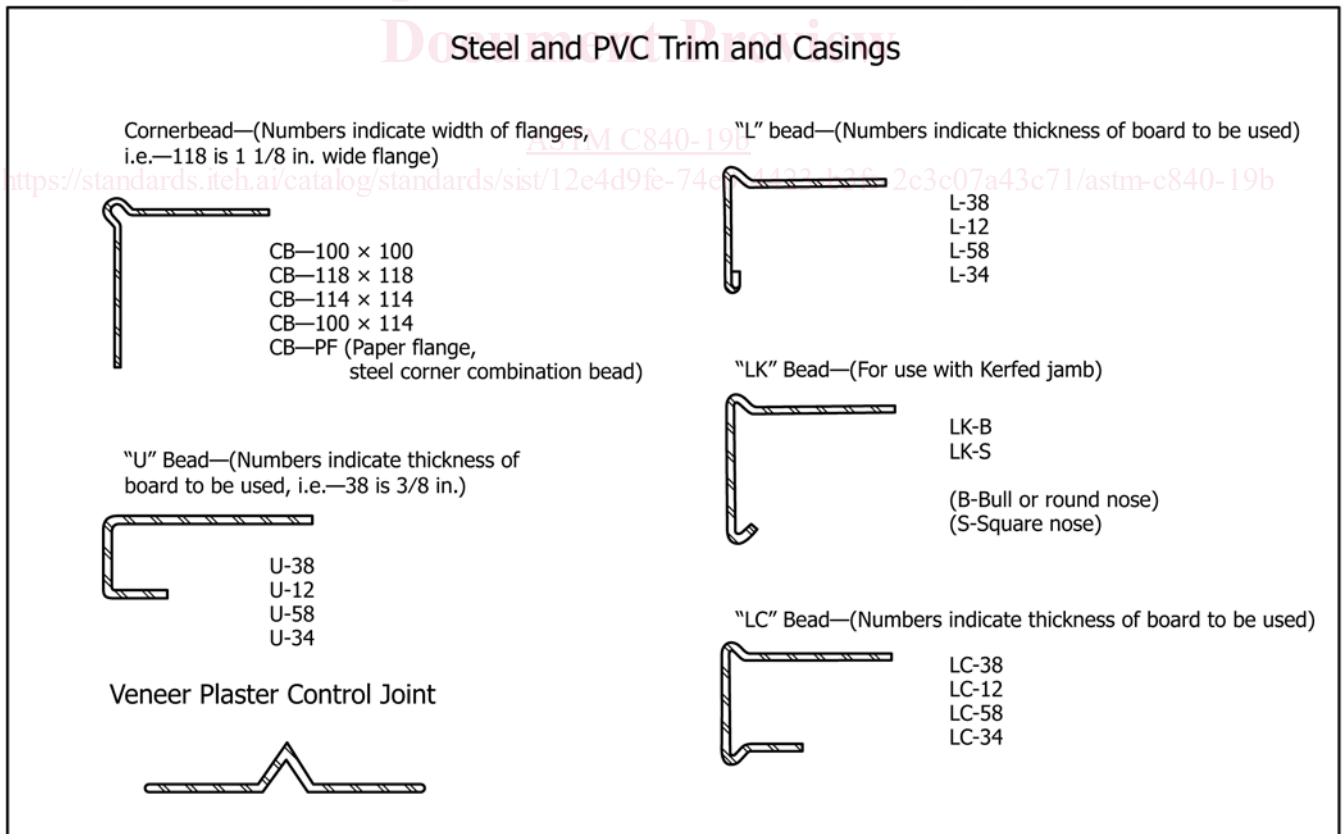 Document Preview
Steel and PVC Trim and Casings
ASTM C840-19b
Cornerbead—(Numbers indicate width of flanges,
i.e.—118 is 1 1/8 in. wide flange)
CB—100 × 100
CB—118 × 118
CB—114 × 114
CB—100 × 114
CB—PF (Paper flange,
steel corner combination bead)
"U" Bead—(Numbers indicate thickness of
board to be used, i.e.—38 is 3/8 in.)
U-38
U-12
U-58
U-34
Veneer Plaster Control Joint
"L" bead—(Numbers indicate thickness of board to be used)
L-38
L-12
L-58
L-34
"LK" Bead—(For use with Kerfed jamb)
LK-B
LK-S
(B-Bull or round nose)
(S-Square nose)
"LC" Bead—(Numbers indicate thickness of board to be used)
LC-38
LC-12
LC-58
LC-34